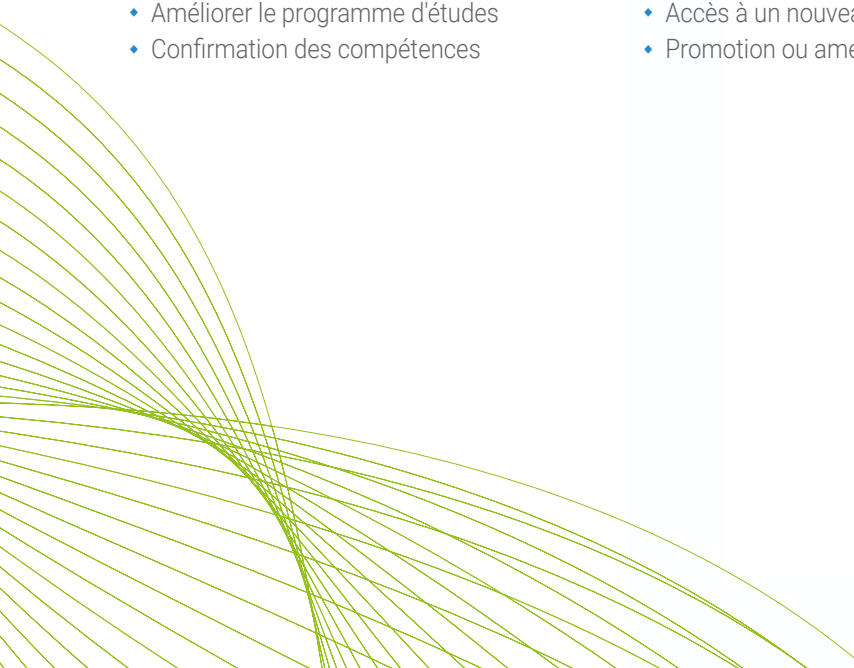 Améliorer le programme d'études
Confirmation des compétences
Accès à un
Promotion ou